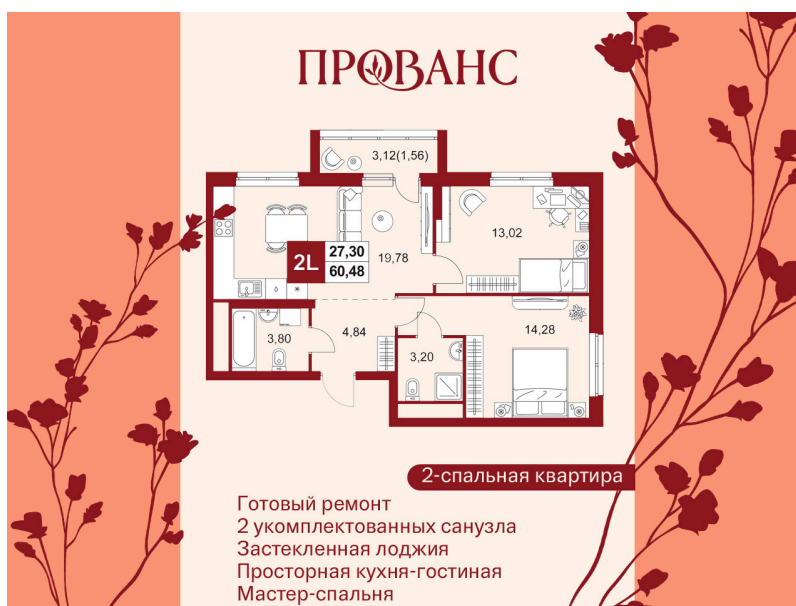 ПРОВАНС
3,12(1,56)
13,02
2L
27,30
60,48
19,78
3,80
4,84
3,20
14,28
2-спальная квартира
Готовый ремонт
2 укомплектованных санузла
Застекленная лоджия
Просторная кухня-гостиная
Мастер-спальня